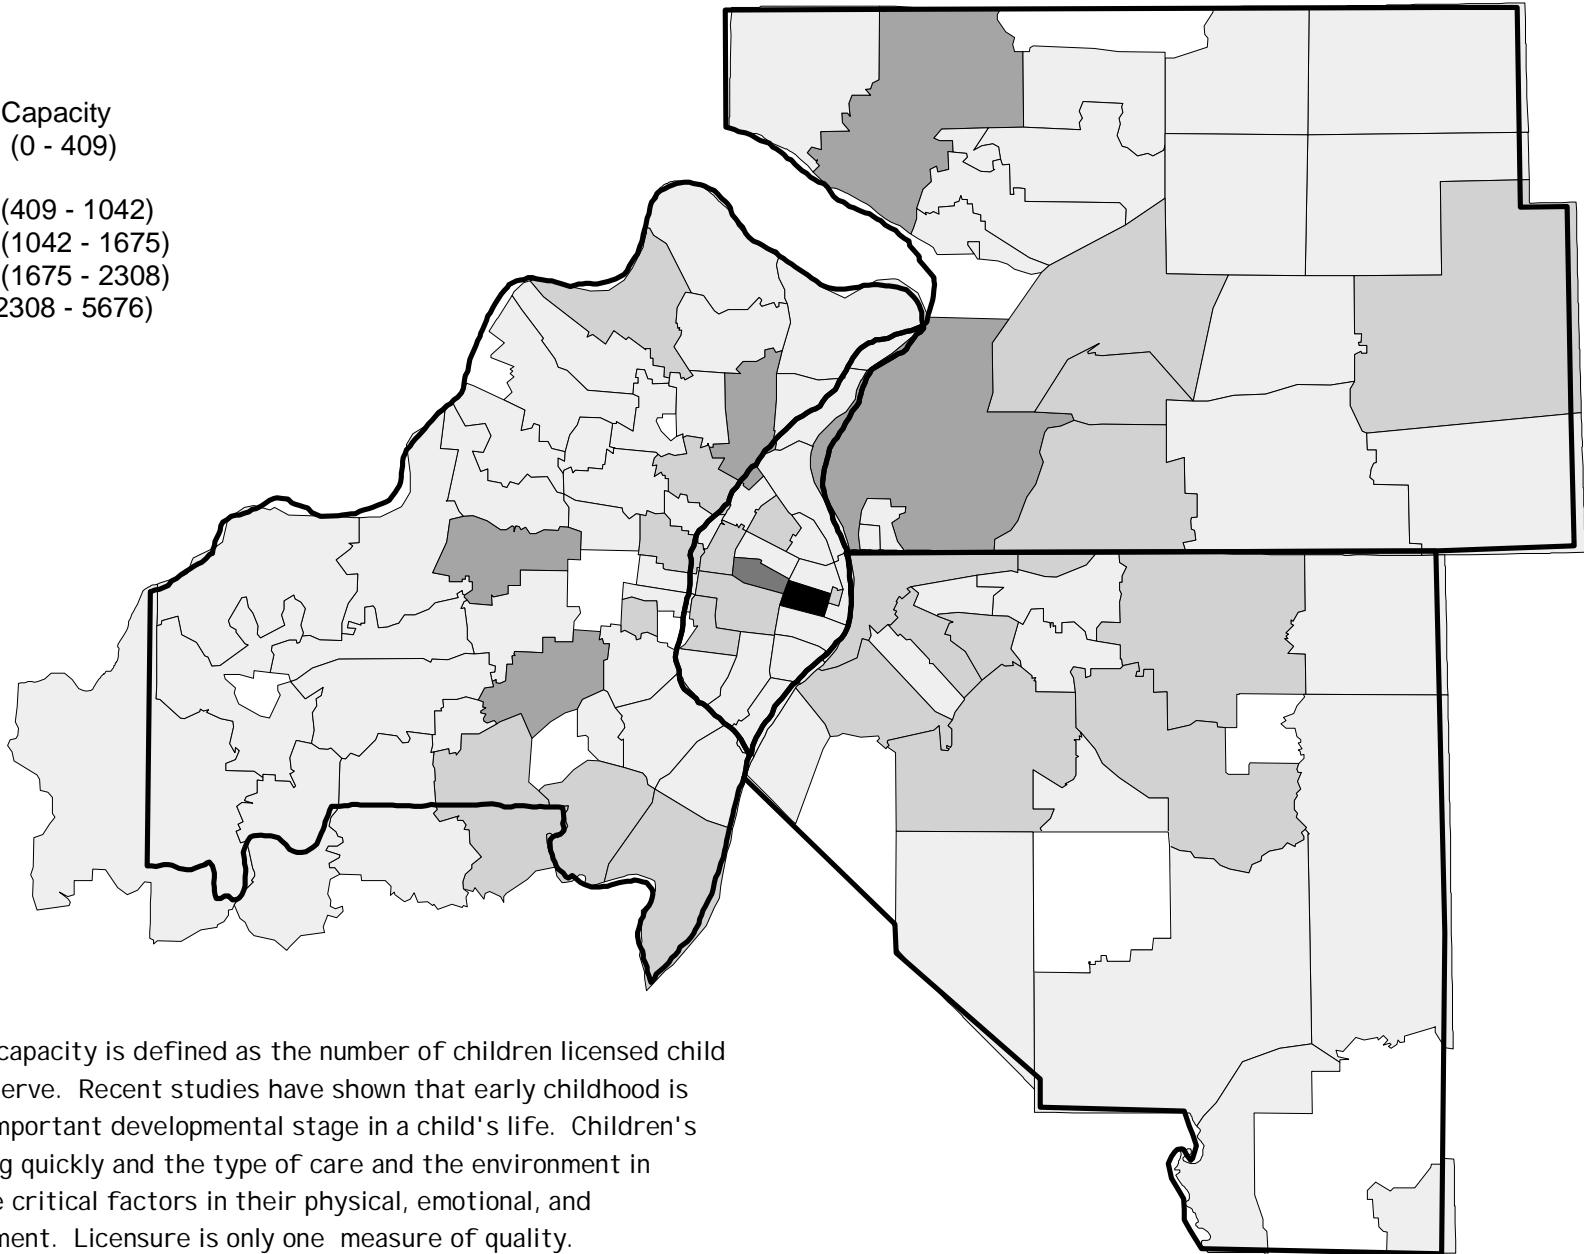 Capacity
(0 - 409)
(409 - 1042)
(1042 - 1675)
(1675 - 2308)
2308 - 5676)
capacity is defined as the number of children licensed child
erve. Recent studies have shown that early childhood is
mportant developmental stage in a child's life. Children's
g quickly and the type of care and the environment in
e critical factors in their physical, emotional, and
ment. Licensure is only one measure of quality.